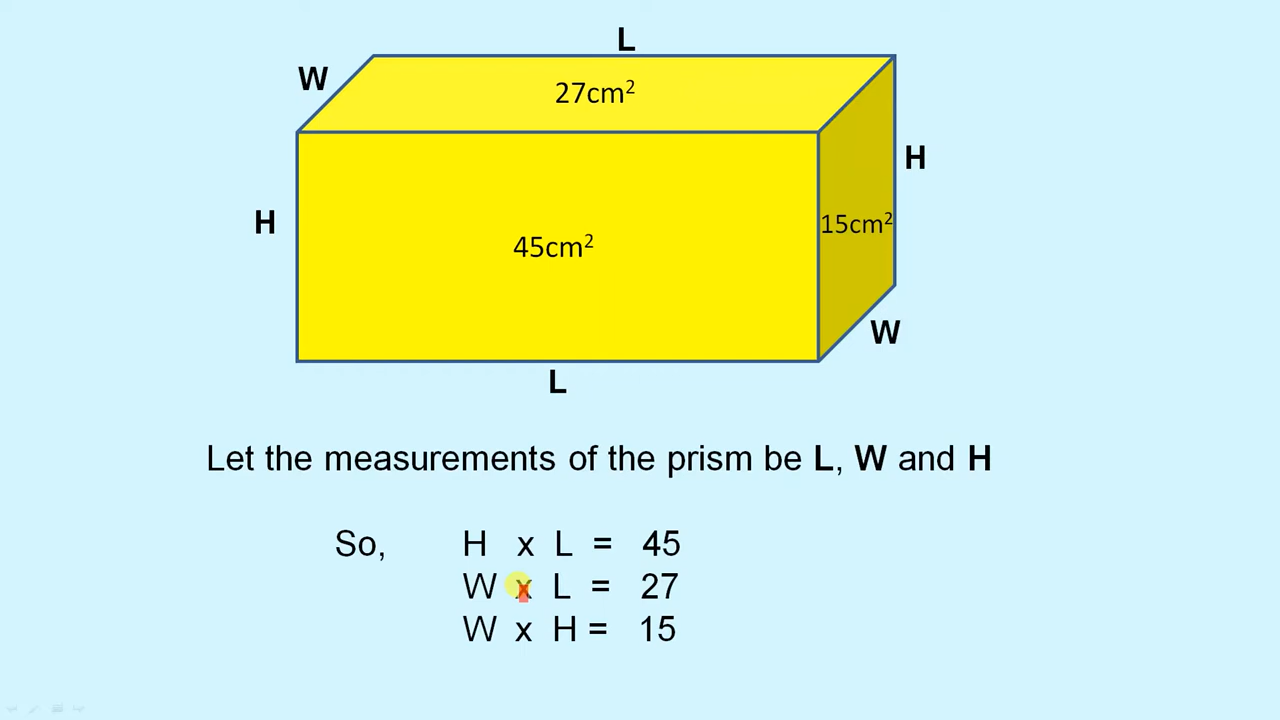 L
W
27cm²
H
H
15cm²
45cm²
W
L
Let the measurements of the prism be L, W and H
So, H x L = 45
W x L = 27
W x H = 15